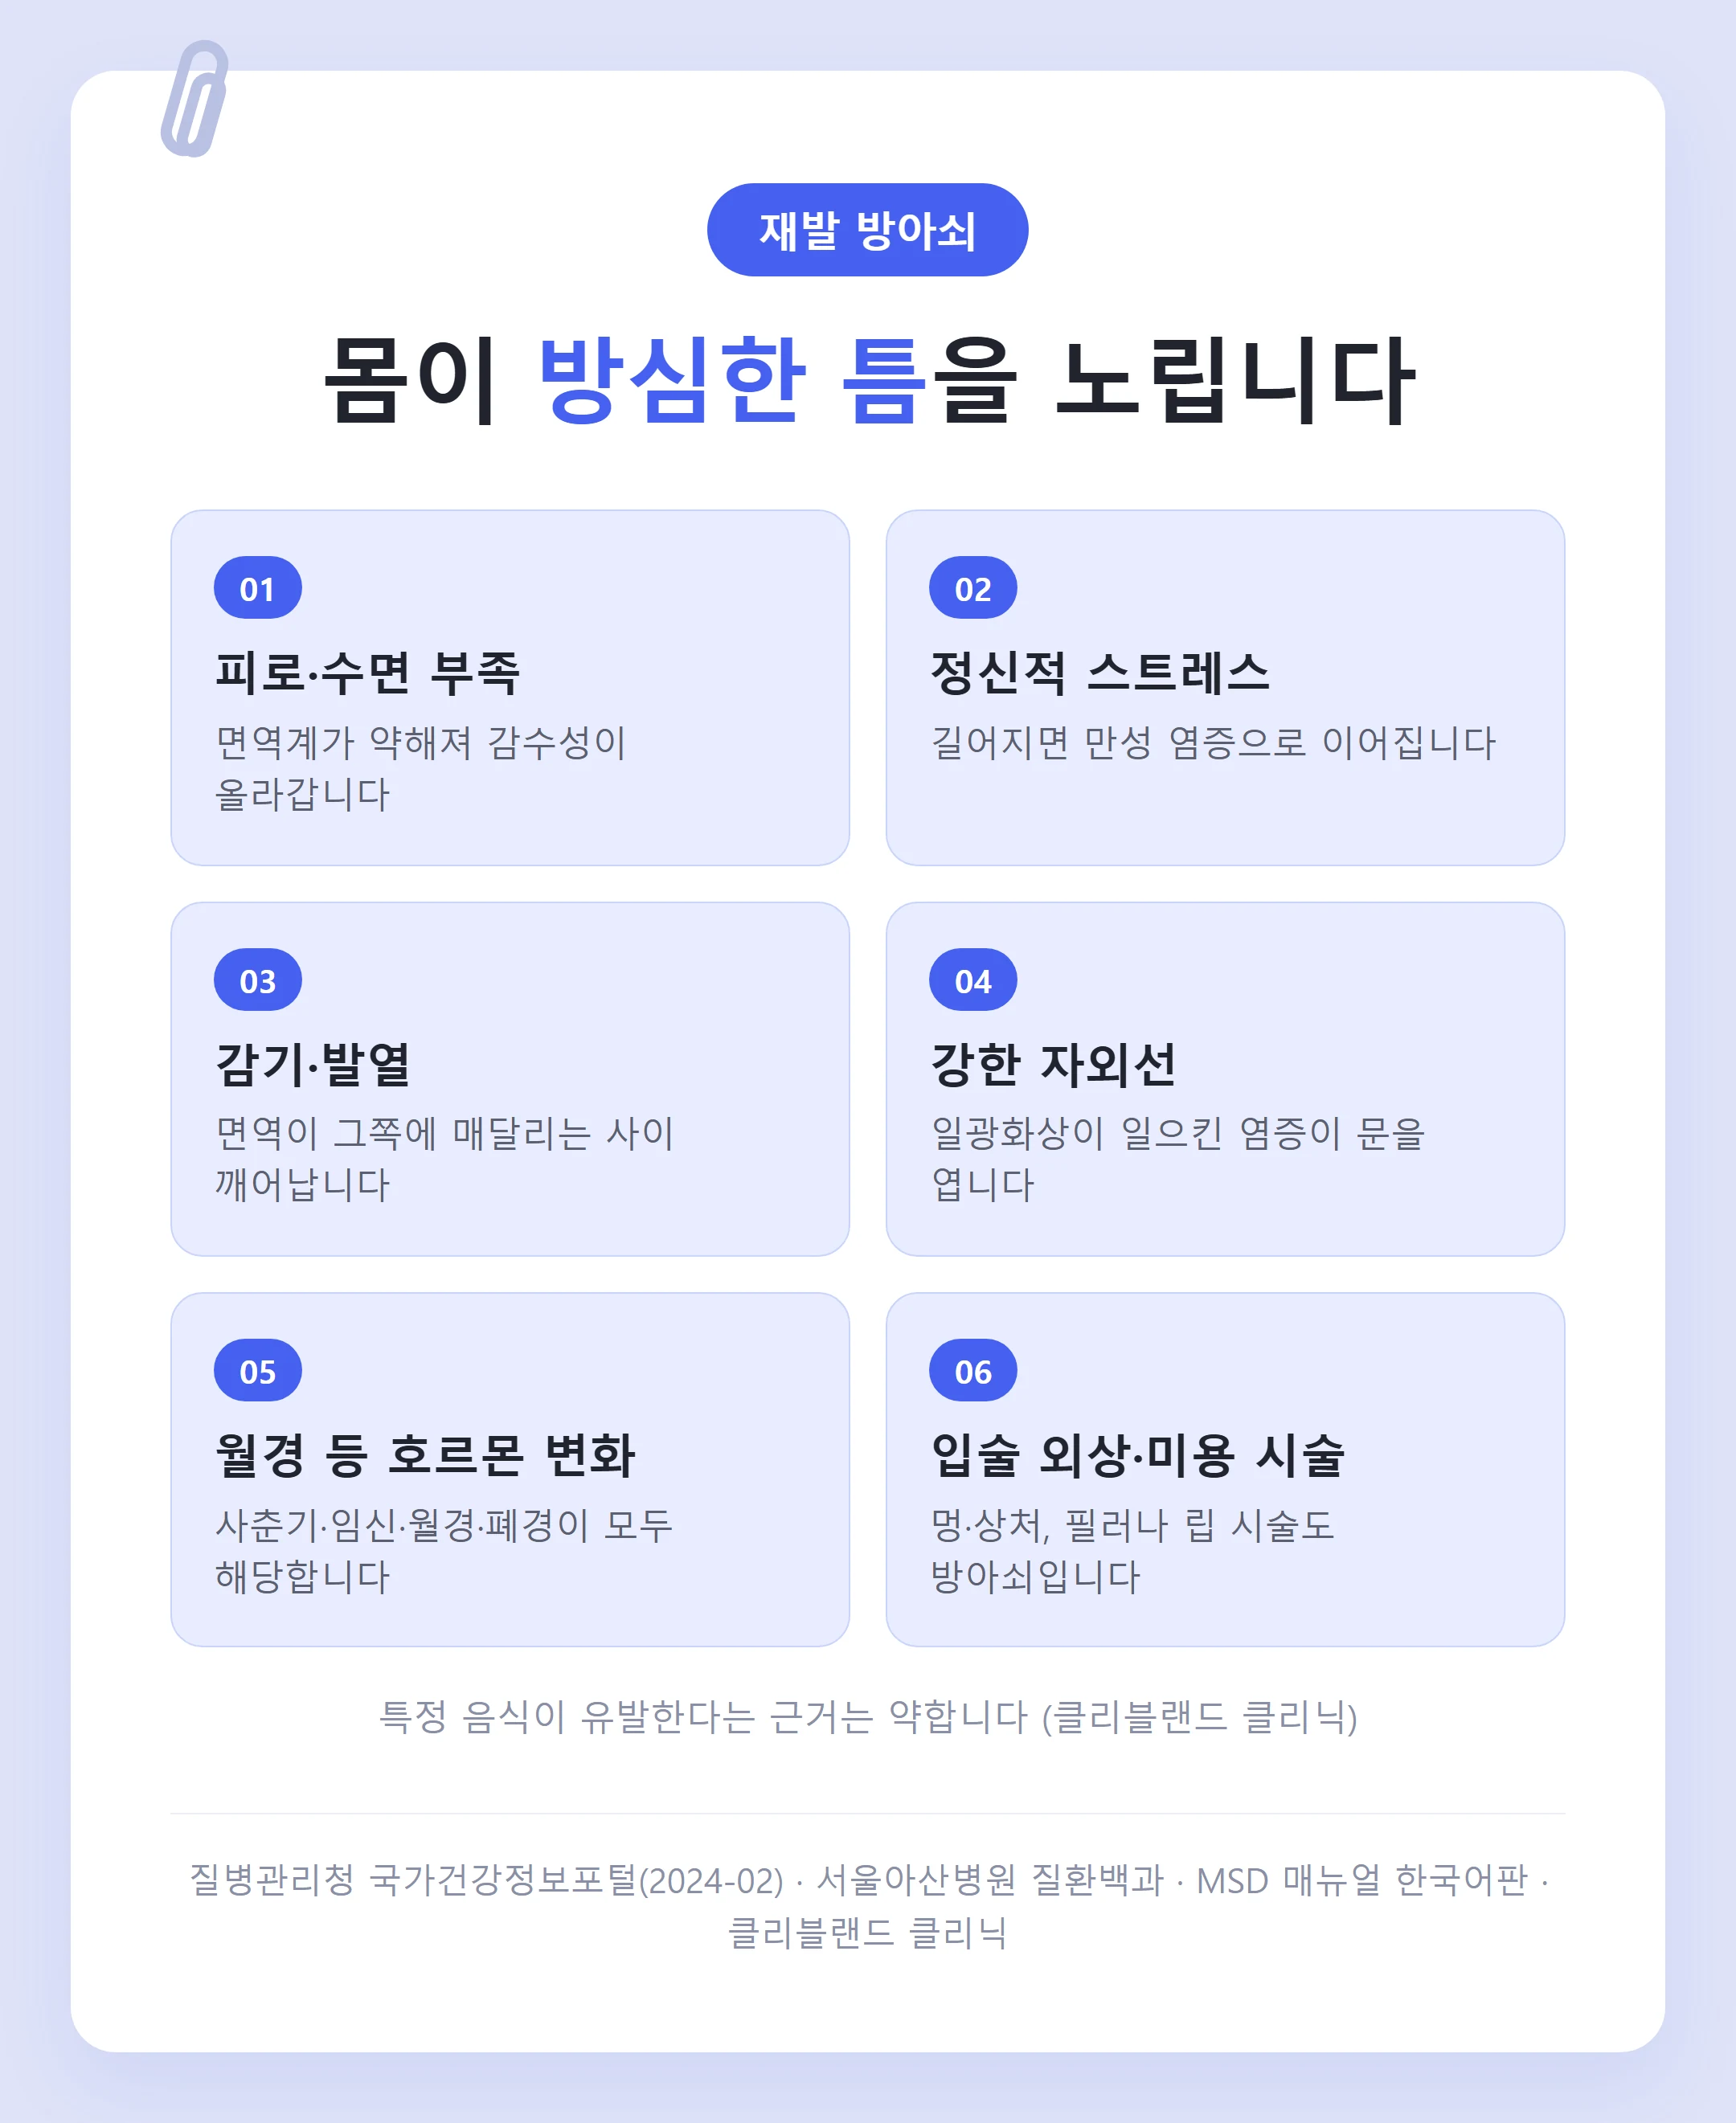 재발 방아쇠
몸이 방심한 틈을 노립니다
01
피로·수면 부족
면역계가 약해져 감수성이
올라갑니다
02
정신적 스트레스
길어지면 만성 염증으로 이어집니다
03
감기·발열
면역이 그쪽에 매달리는 사이
깨어납니다
04
강한 자외선
일광화상이 일으킨 염증이 문을
엽니다
05
월경 등 호르몬 변화
사춘기·임신·월경·폐경이 모두
해당합니다
06
입술 외상·미용 시술
멍·상처, 필러나 립 시술도
방아쇠입니다
특정 음식이 유발한다는 근거는 약합니다 (클리블랜드 클리닉)
질병관리청 국가건강정보포털(2024-02) · 서울아산병원 질환백과 · MSD 매뉴얼 한국어판 ·
클리블랜드 클리닉